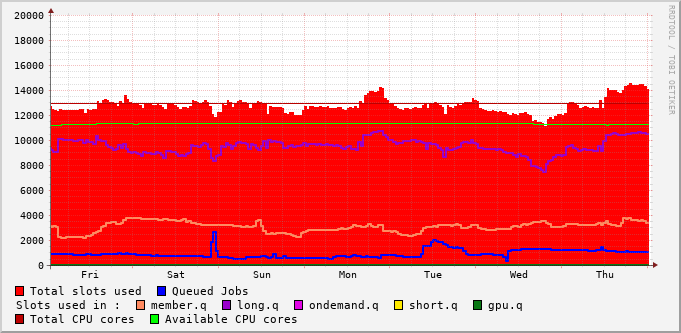 20000
18000
16000
14000
12000
10000
8000
6000
4000
2000
0
Fri Sat Sun Mon Tue Wed Thu
Total slots used Queued Jobs
Slots used in : member.q long.q ondemand.q short.q gpu.q
Total CPU cores Available CPU cores
RRDTOOL / TOBI OETIKER